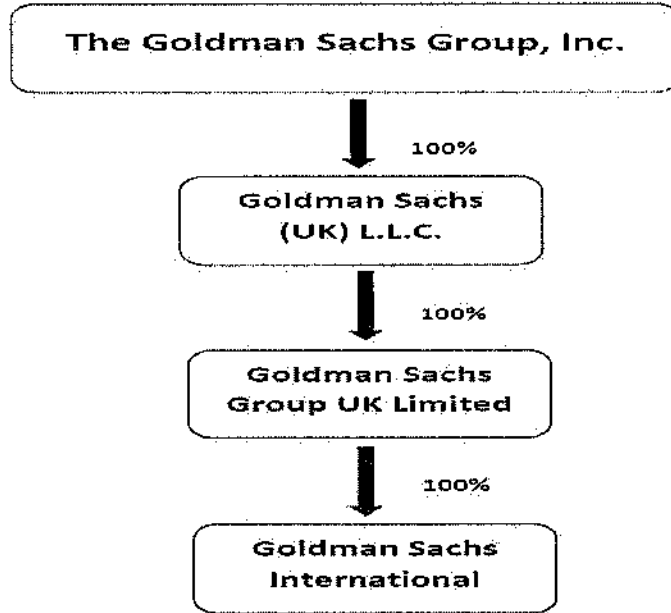 The Goldman Sachs Group, Inc.
100%
Goldman Sachs
(UK) L.L.C.
100%
Goldman Sachs
Group UK Limited
100%
Goldman Sachs
International